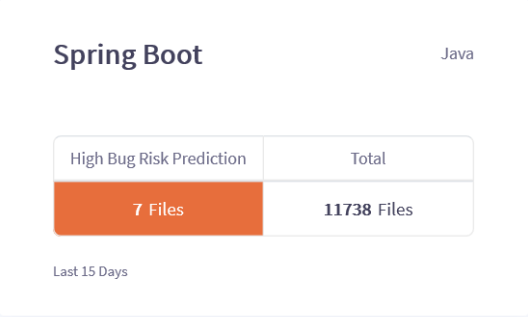 Spring Boot
Java
High Bug Risk Prediction
Total
7 Files
11738 Files
Last 15 Days